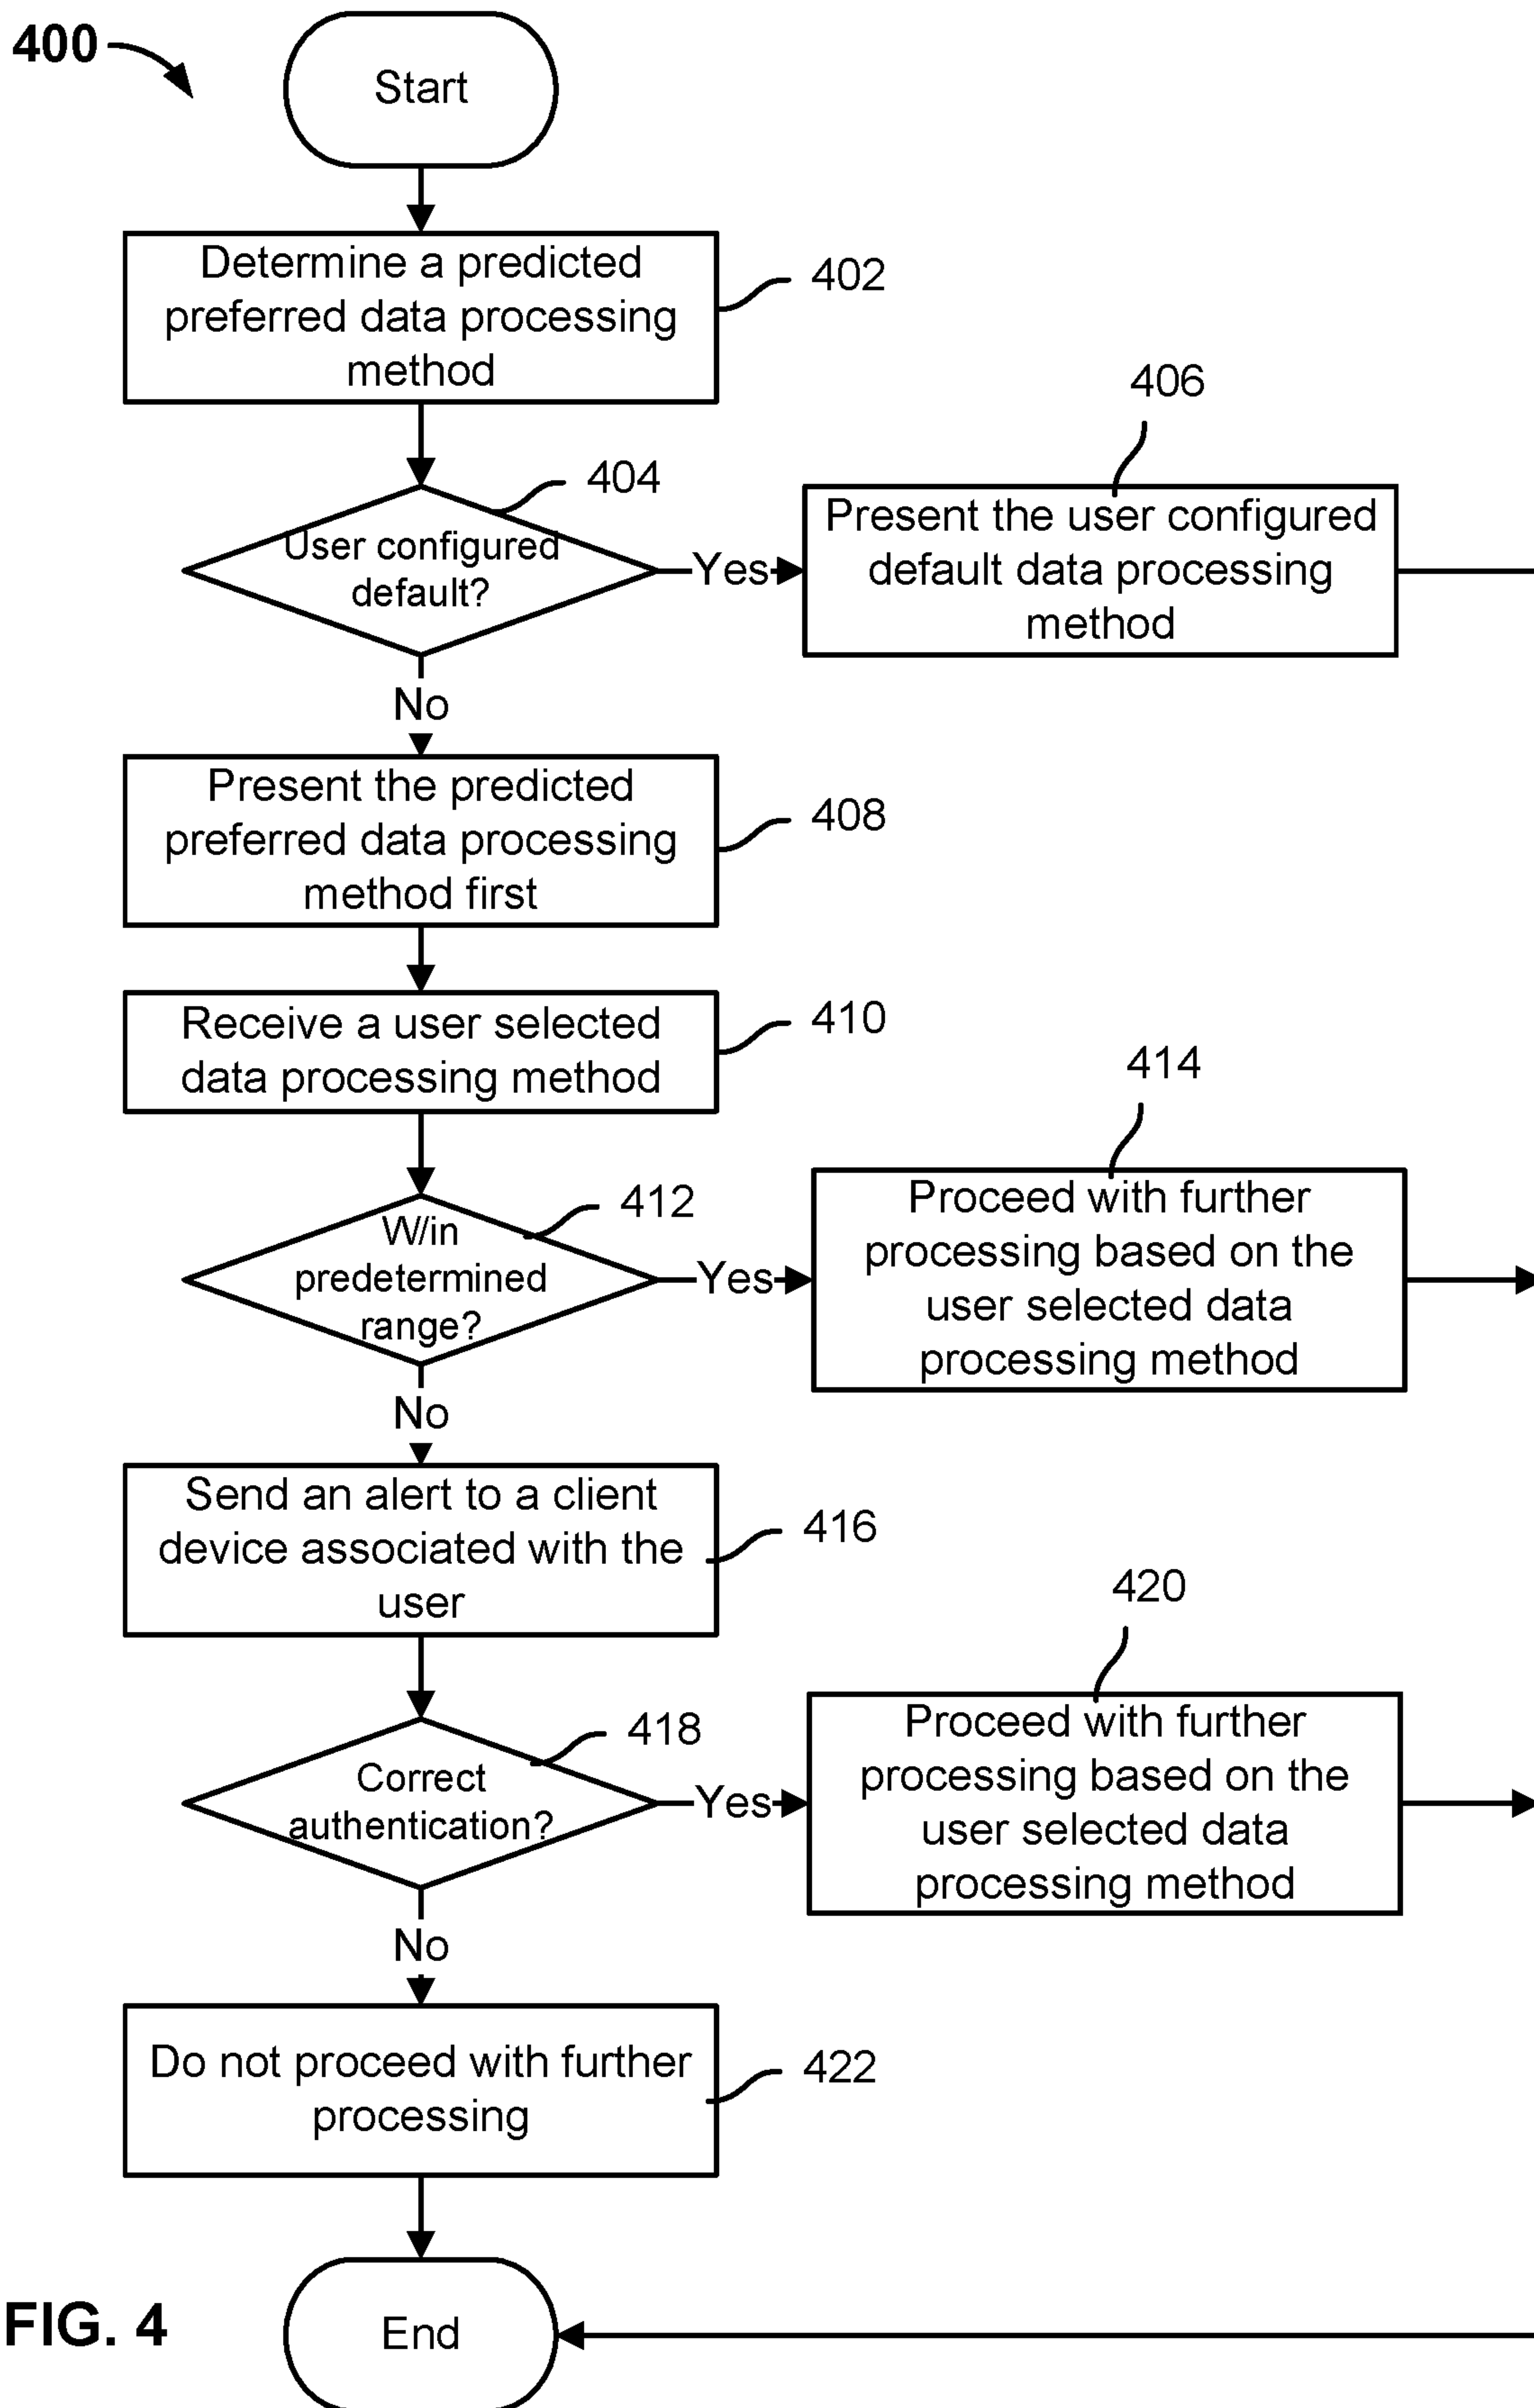 400
Start
Determine a predicted
preferred data processing
method
402
404
User configured
default?
Yes
406
Present the user configured
default data processing
method
No
Present the predicted
preferred data processing
method first
408
Receive a user selected
data processing method
410
412
W/in
predetermined
range?
Yes
414
Proceed with further
processing based on the
user selected data
processing method
No
Send an alert to a client
device associated with the
user
416
418
Correct
authentication?
Yes
420
Proceed with further
processing based on the
user selected data
processing method
No
Do not proceed with further
processing
422
End
FIG. 4